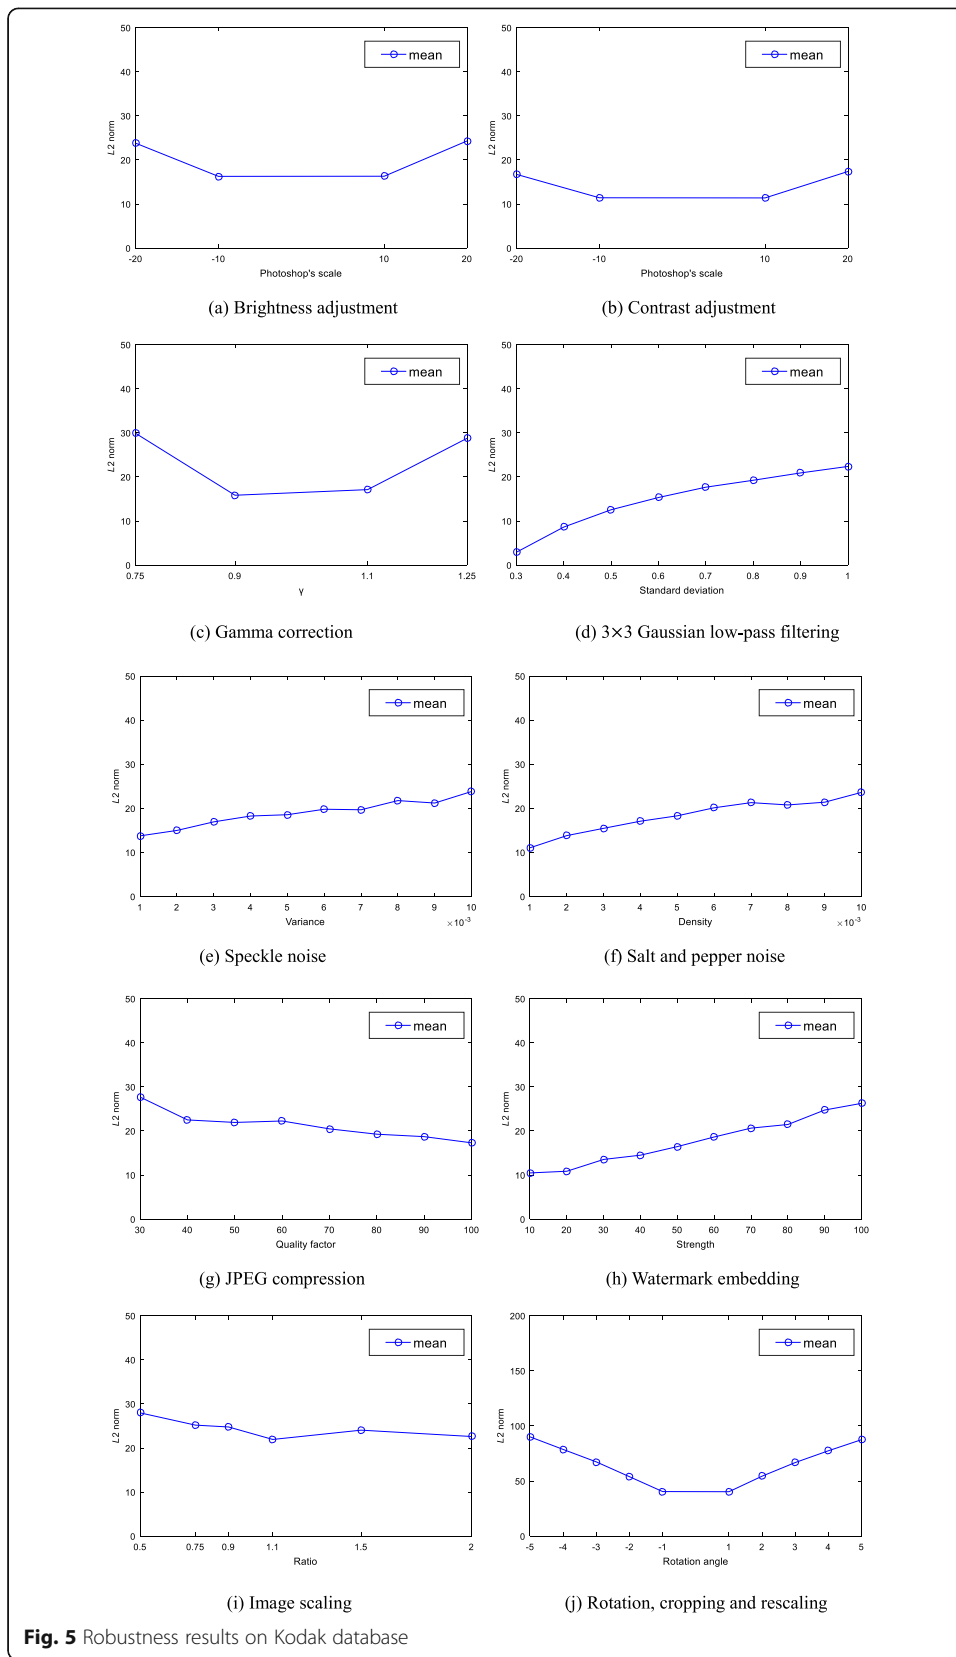 50
40
30
20
10
0
L2 norm
mean
-20 -10 10 20
Photoshop's scale
(a) Brightness adjustment
50
40
30
20
10
0
L2 norm
mean
-20 -10 10 20
Photoshop's scale
(b) Contrast adjustment
50
40
30
20
10
0
L2 norm
mean
0.75 0.9 1.1 1.25
γ
(c) Gamma correction
50
40
30
20
10
0
L2 norm
mean
0.3 0.4 0.5 0.6 0.7 0.8 0.9 1
Standard deviation
(d) 3×3 Gaussian low-pass filtering
50
40
30
20
10
0
L2 norm
mean
1 2 3 4 5 6 7 8 9 10
Variance ×10⁻³
(e) Speckle noise
50
40
30
20
10
0
L2 norm
mean
1 2 3 4 5 6 7 8 9 10
Density ×10⁻³
(f) Salt and pepper noise
50
40
30
20
10
0
L2 norm
mean
30 40 50 60 70 80 90 100
Quality factor
(g) JPEG compression
50
40
30
20
10
0
L2 norm
mean
10 20 30 40 50 60 70 80 90 100
Strength
(h) Watermark embedding
50
40
30
20
10
0
L2 norm
mean
0.5 0.75 0.9 1.1 1.5 2
Ratio
(i) Image scaling
200
150
100
50
0
L2 norm
mean
-5 -4 -3 -2 -1 1 2 3 4 5
Rotation angle
(j) Rotation, cropping and rescaling
Fig. 5 Robustness results on Kodak database